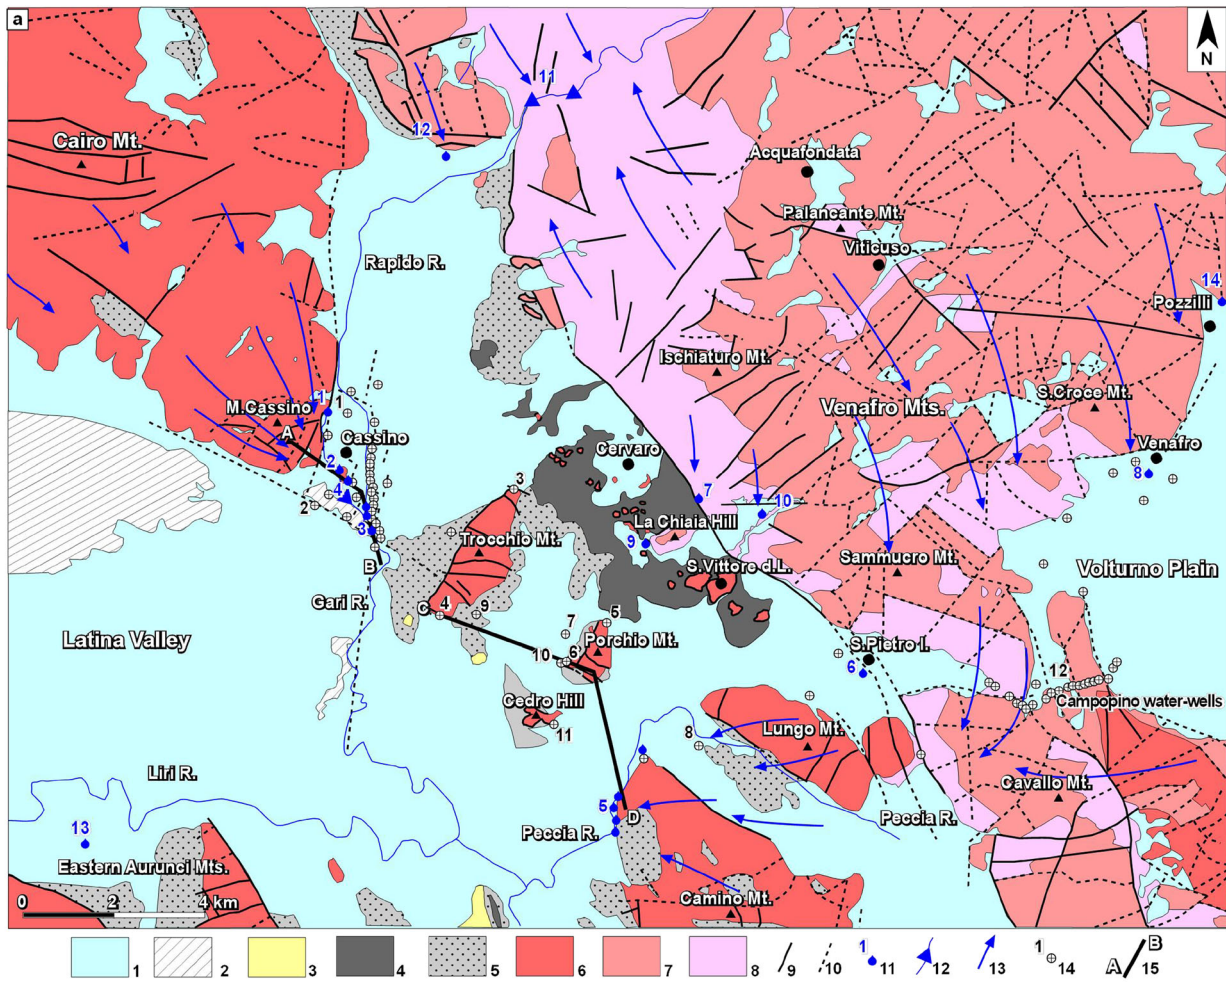 a
N
11
12
Cairo Mt.
Acquafondata
Palancante Mt.
Viticuso
Rapido R.
14
Pozzilli
Ischiaturo Mt.
S.Croce Mt.
M.Cassino
1
1
A
Venafro Mts.
Cassino
Cervaro
Venafro
2
8
3
4
7
10
2
La Chiaia Hill
3
9
Trocchio Mt.
Sammucro Mt.
B
S.Vittore d.L.
Volturno Plain
Gari R.
C
4
9
5
7
Latina Valley
Porchio Mt.
S.Pietro I.
10
6
6
12
Cedro Hill
Campopino water-wells
11
8
Lungo Mt.
Liri R.
Cavallo Mt.
5
D
Peccia R.
Peccia R.
13
Eastern Aurunci Mts.
Camino Mt.
0 2 4 km
1 2 3 4 5 6 7 8 9 10 1 11 12 13 1 14 A B 15